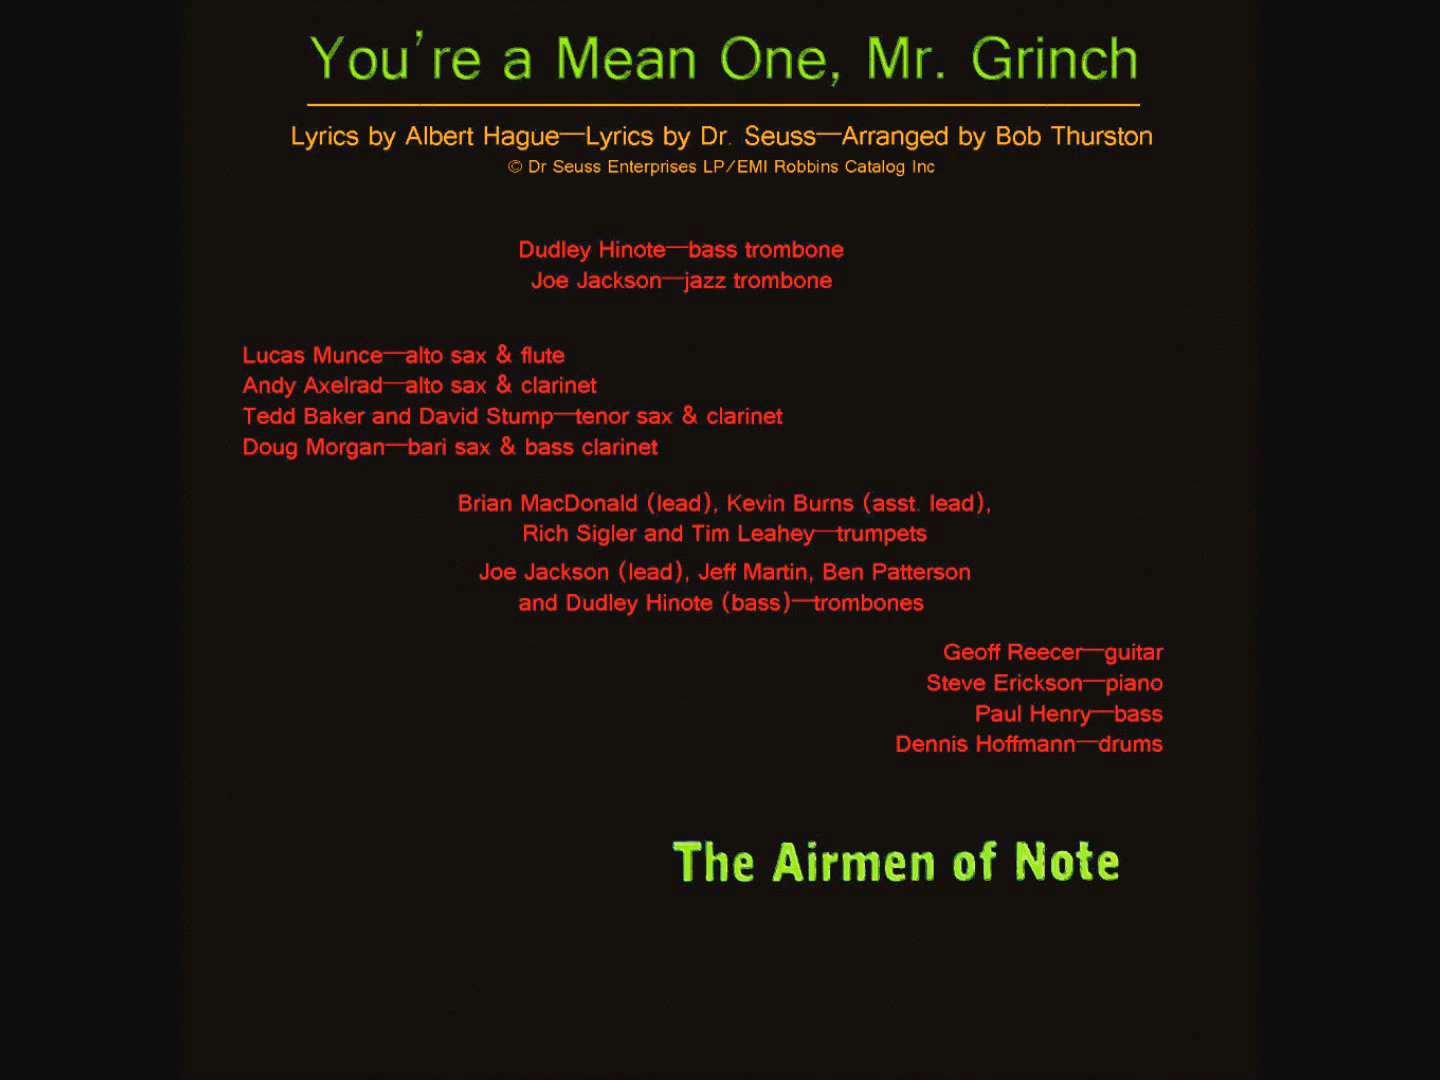 You're a Mean One, Mr. Grinch
Lyrics by Albert Hague—Lyrics by Dr. Seuss—Arranged by Bob Thurston
© Dr Seuss Enterprises LP/EMI Robbins Catalog Inc
Dudley Hinote—bass trombone
Joe Jackson—jazz trombone
Lucas Munce—alto sax & flute
Andy Axelrad—alto sax & clarinet
Tedd Baker and David Stump—tenor sax & clarinet
Doug Morgan—bari sax & bass clarinet
Brian MacDonald (lead), Kevin Burns (asst. lead),
Rich Sigler and Tim Leahey—trumpets
Joe Jackson (lead), Jeff Martin, Ben Patterson
and Dudley Hinote (bass)—trombones
Geoff Reecer—guitar
Steve Erickson—piano
Paul Henry—bass
Dennis Hoffmann—drums
The Airmen of Note